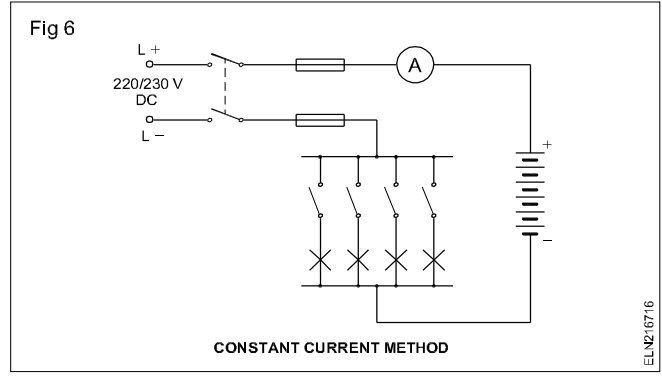 Fig 6
L +
220/230 V
DC
L −
A
+
−
CONSTANT CURRENT METHOD
ELN216716